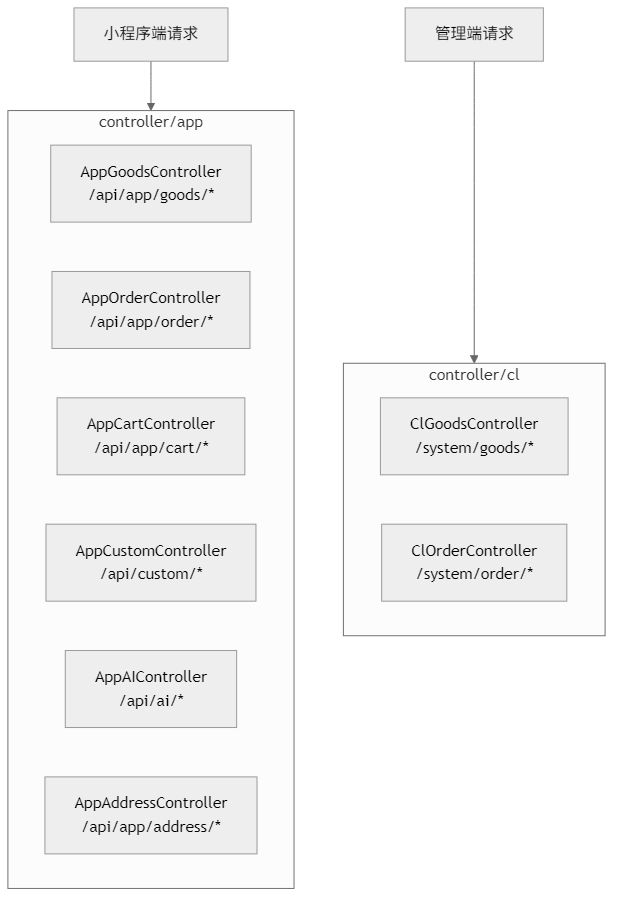 小程序端请求
管理端请求
controller/app
AppGoodsController
/api/app/goods/*
AppOrderController
/api/app/order/*
AppCartController
/api/app/cart/*
AppCustomController
/api/custom/*
AppAIController
/api/ai/*
AppAddressController
/api/app/address/*
controller/cl
ClGoodsController
/system/goods/*
ClOrderController
/system/order/*